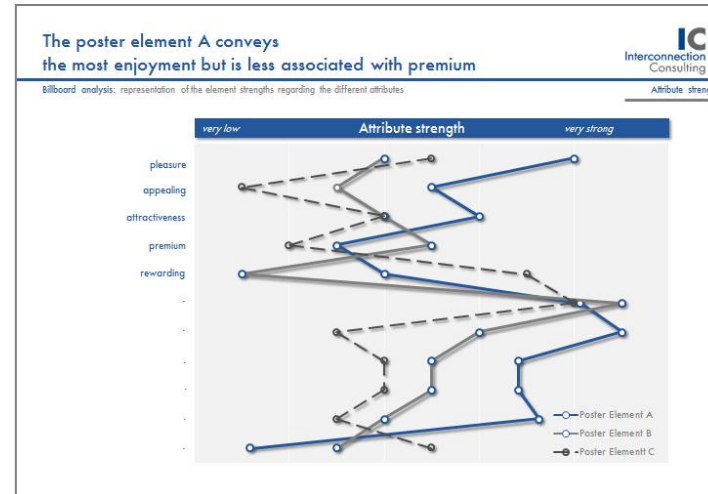 The poster element A conveys
the most enjoyment but is less associated with premium
IC
Interconnection
Consulting
Billboard analysis: representation of the element strengths regarding the different attributes
Attribute streng
very low Attribute strength very strong
pleasure
appealing
attractiveness
premium
rewarding
.
.
.
.
.
.
Poster Element A
Poster Element B
Poster Elementt C